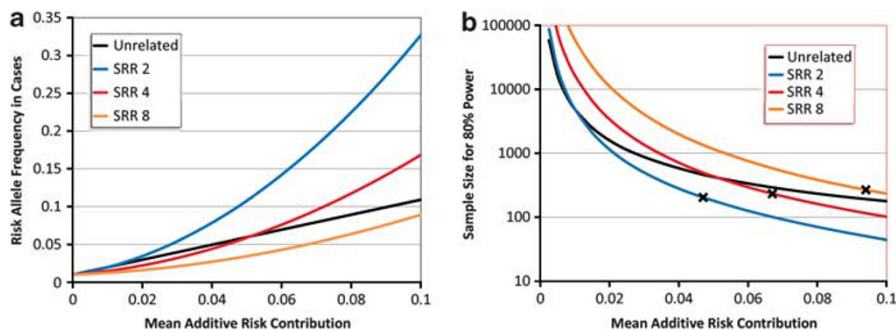 a
Risk Allele Frequency in Cases
0.35
0.3
0.25
0.2
0.15
0.1
0.05
0
Unrelated
SRR 2
SRR 4
SRR 8
0 0.02 0.04 0.06 0.08 0.1
Mean Additive Risk Contribution
b
Sample Size for 80% Power
100000
10000
1000
100
10
Unrelated
SRR 2
SRR 4
SRR 8
0 0.02 0.04 0.06 0.08 0.1
Mean Additive Risk Contribution